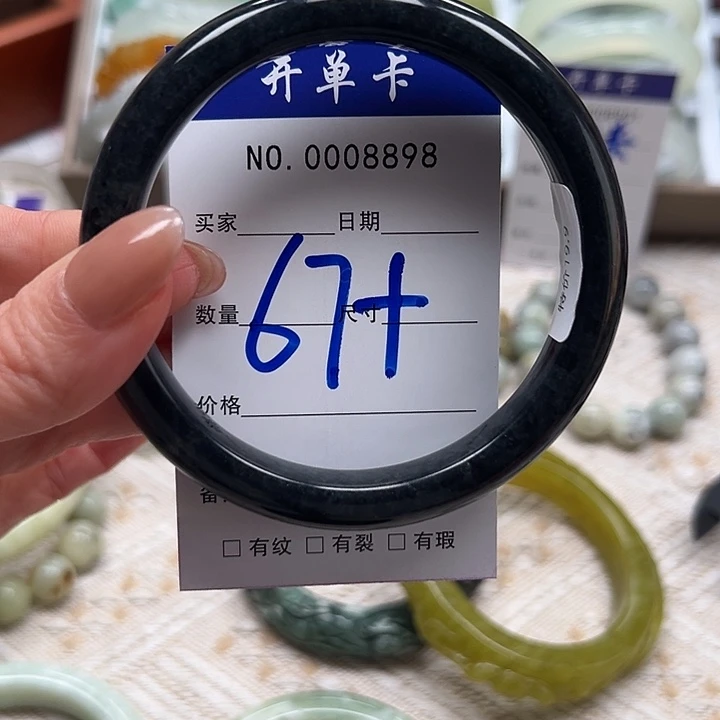 开单卡
NO. 0008898
买家 日期
67+
数量 尺寸
价格
备
□ 有纹 □ 有裂 □ 有瑕